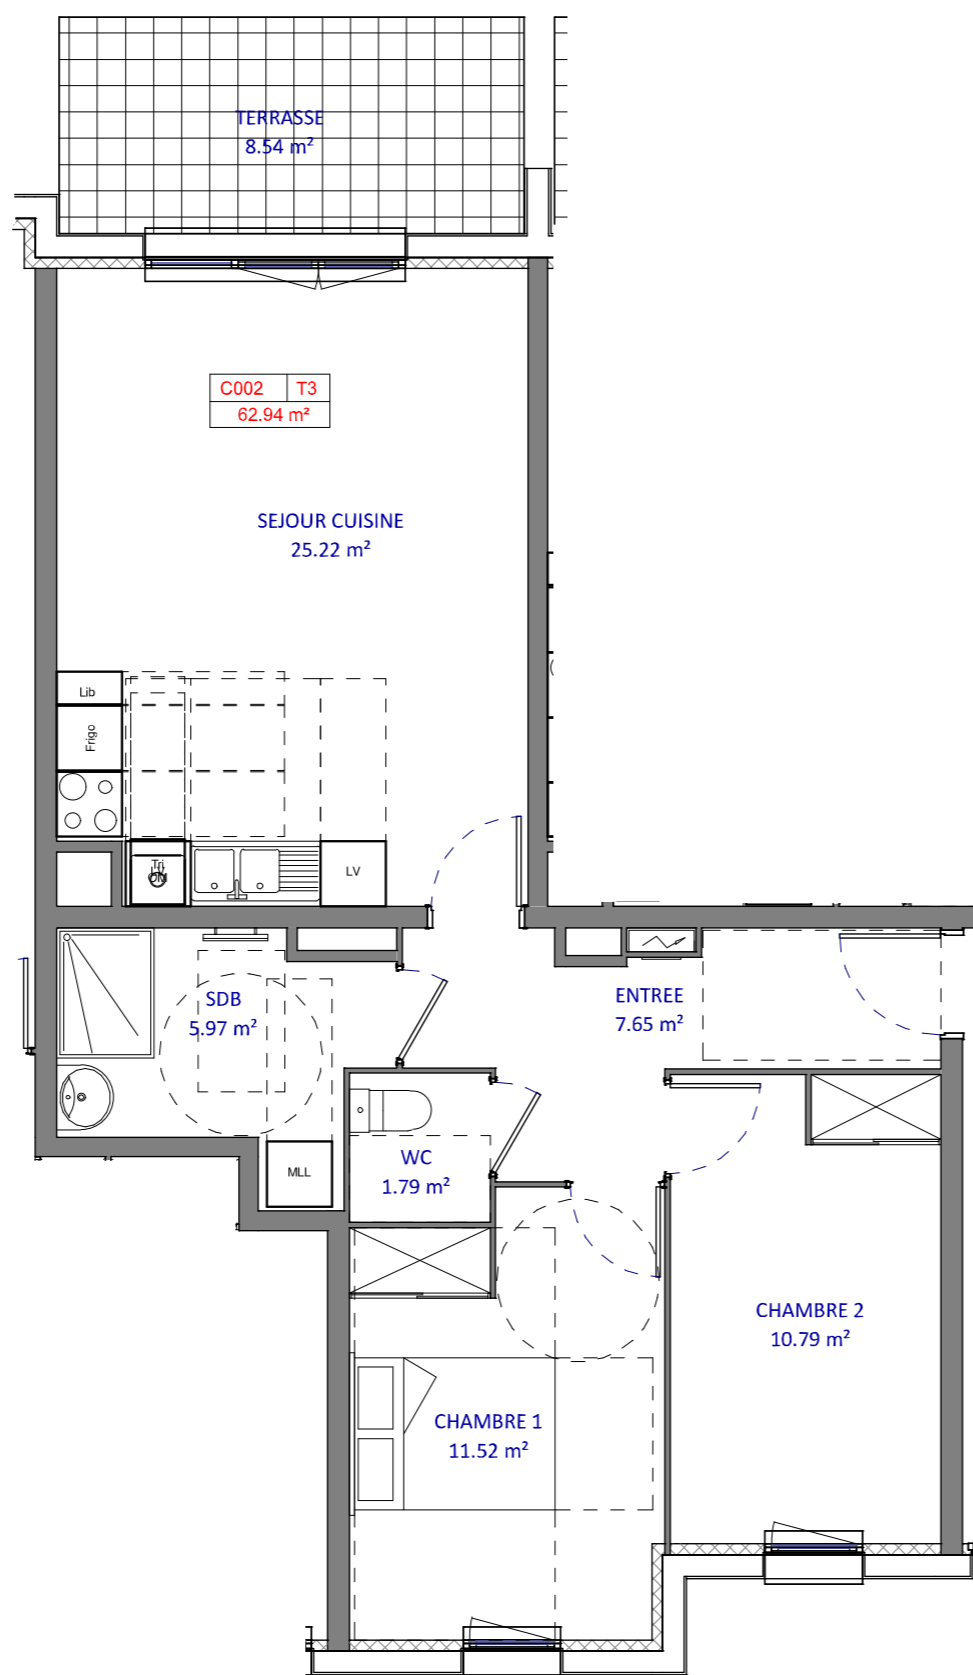 TERRASSE
8.54 m²
C002 T3
62.94 m²
SEJOUR CUISINE
25.22 m²
Lib
Frigo
Tri
OM
LV
SDB
5.97 m²
ENTREE
7.65 m²
WC
1.79 m²
MLL
CHAMBRE 2
10.79 m²
CHAMBRE 1
11.52 m²